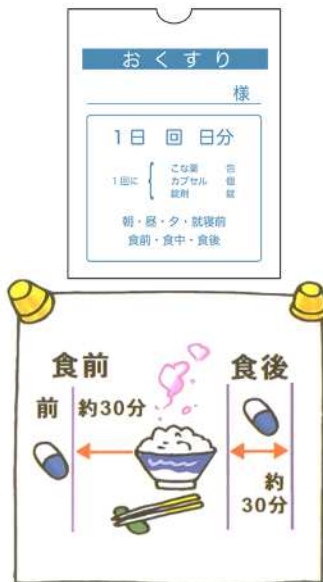 おくすり
様
1日 回 日分
1回に { こな薬 包
カプセル 個
錠剤 錠
朝・昼・夕・就寝前
食前・食中・食後
食前 食後
前 約30分
約
30分